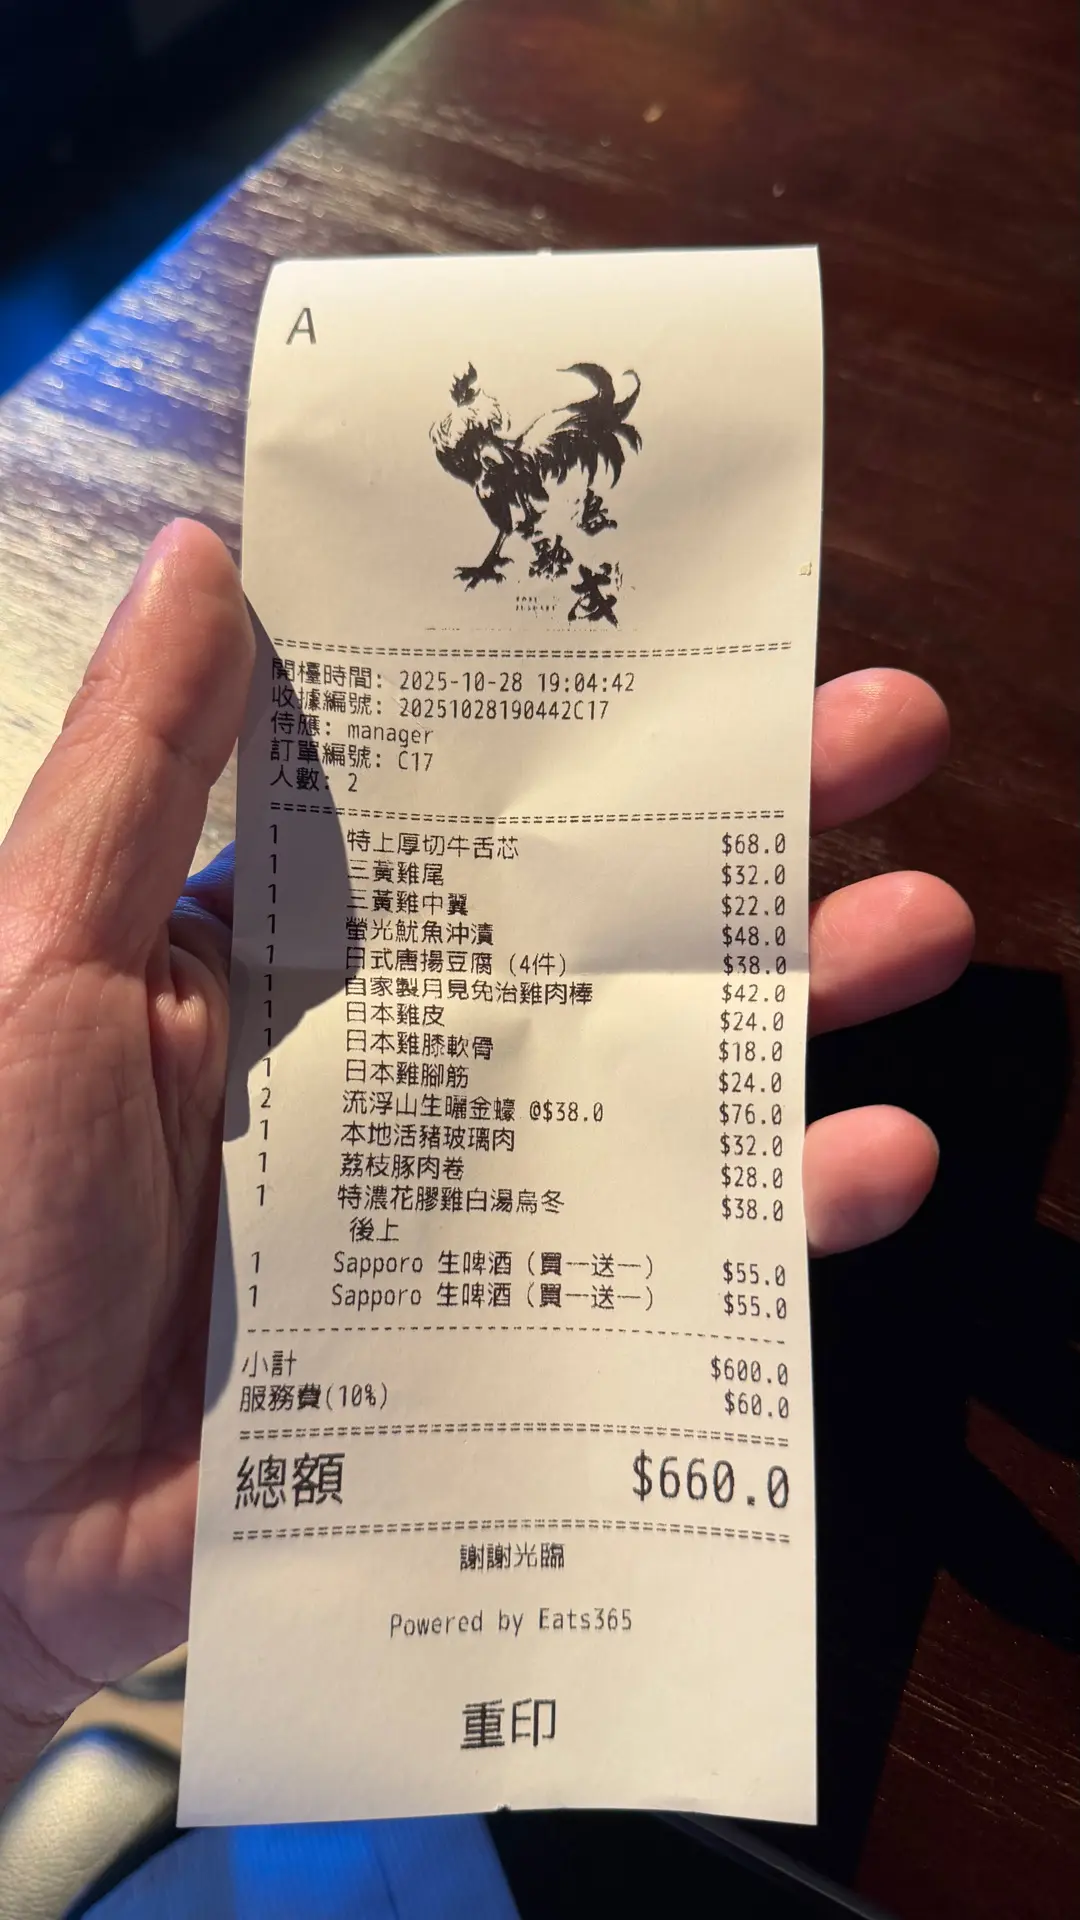 A
開檯時間: 2025-10-28 19:04:42
收據編號: 20251028190442C17
侍應: manager
訂單編號: C17
人數: 2
1 特上厚切牛舌芯 $68.0
1 三黃雞尾 $32.0
1 三黃雞中翼 $22.0
1 螢光魷魚沖漬 $48.0
1 日式唐揚豆腐 (4件) $38.0
1 自家製月見免治雞肉棒 $42.0
1 日本雞皮 $24.0
1 日本雞膝軟骨 $18.0
1 日本雞腳筋 $24.0
2 流浮山生曬金蠔 @$38.0 $76.0
1 本地活豬玻璃肉 $32.0
1 荔枝豚肉卷 $28.0
1 特濃花膠雞白湯烏冬 $38.0
後上
1 Sapporo 生啤酒 (買一送一) $55.0
1 Sapporo 生啤酒 (買一送一) $55.0
小計 $600.0
服務費(10%) $60.0
總額 $660.0
謝謝光臨
Powered by Eats365
重印